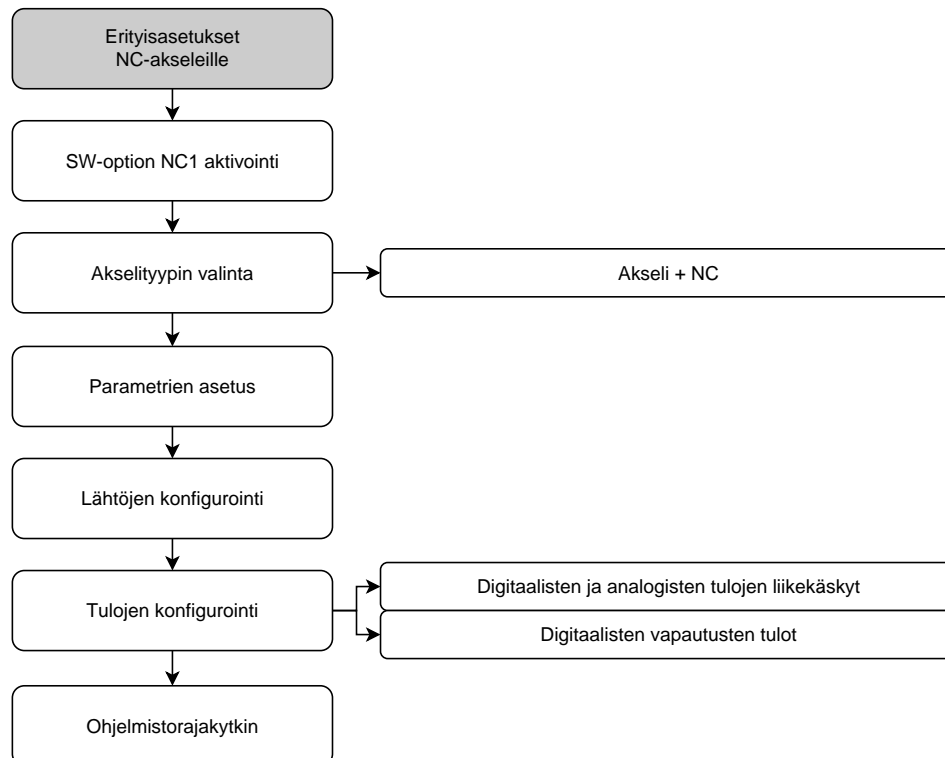 Erityisasetukset
NC-akseleille
SW-option NC1 aktivointi
Akselityypin valinta
Akseli + NC
Parametrien asetus
Lähtöjen konfigurointi
Tulojen konfigurointi
Digitaalisten ja analogisten tulojen liikekäskyt
Digitaalisten vapautusten tulot
Ohjelmistorajakytkin